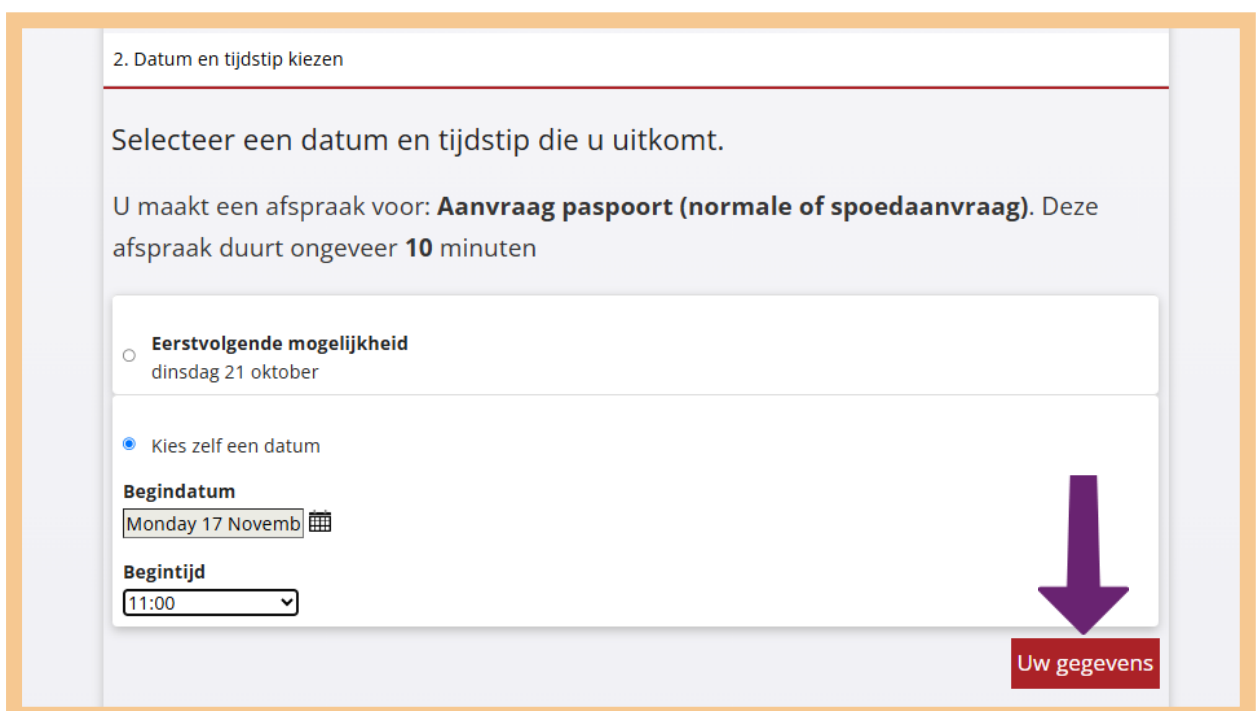 2. Datum en tijdstip kiezen
Selecteer een datum en tijdstip die u uitkomt.
U maakt een afspraak voor: Aanvraag paspoort (normale of spoedaanvraag). Deze
afspraak duurt ongeveer 10 minuten
Eerstvolgende mogelijkheid
dinsdag 21 oktober
Kies zelf een datum
Begindatum
Monday 17 Novemb
Begintijd
11:00
Uw gegevens